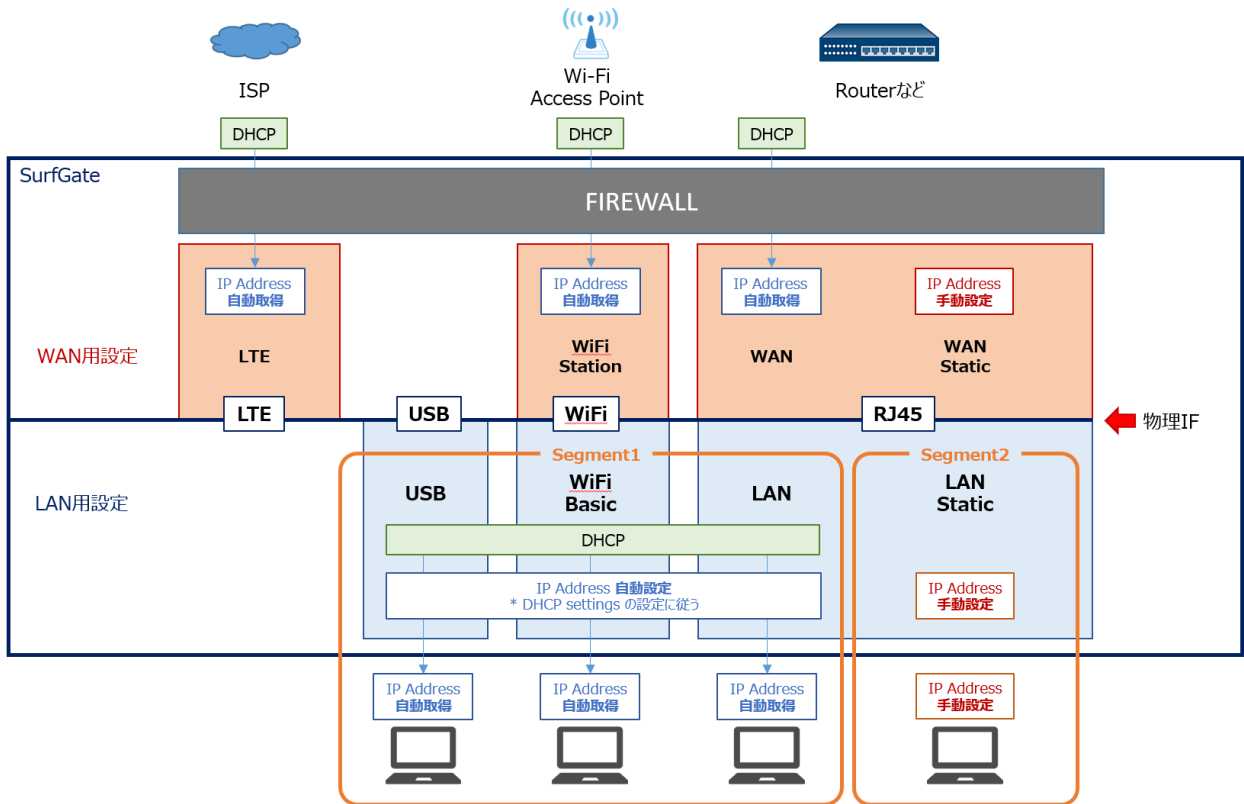 ISP
Wi-Fi
Access Point
Routerなど
DHCP
DHCP
DHCP
SurfGate
FIREWALL
IP Address
自動取得
IP Address
自動取得
IP Address
自動取得
IP Address
手動設定
WAN用設定
LTE
WiFi
Station
WAN
WAN
Static
LTE
USB
WiFi
RJ45
物理IF
Segment1
Segment2
LAN用設定
USB
WiFi
Basic
LAN
LAN
Static
DHCP
IP Address 自動設定
* DHCP settings の設定に従う
IP Address
手動設定
IP Address
自動取得
IP Address
自動取得
IP Address
自動取得
IP Address
手動設定